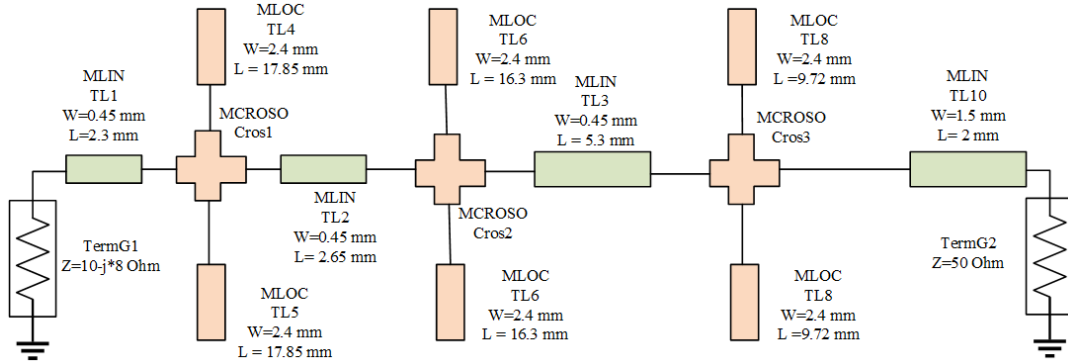 MLOC
TL4
W=2.4 mm
L = 17.85 mm
MLOC
TL6
W=2.4 mm
L = 16.3 mm
MLOC
TL8
W=2.4 mm
L =9.72 mm
MLIN
TL1
W=0.45 mm
L=2.3 mm
MCROSO
Cros1
MLIN
TL3
W=0.45 mm
L= 5.3 mm
MCROSO
Cros3
MLIN
TL10
W=1.5 mm
L= 2 mm
MLIN
TL2
W=0.45 mm
L= 2.65 mm
MCROSO
Cros2
TermG1
Z=10-j*8 Ohm
TermG2
Z=50 Ohm
MLOC
TL5
W=2.4 mm
L = 17.85 mm
MLOC
TL6
W=2.4 mm
L = 16.3 mm
MLOC
TL8
W=2.4 mm
L =9.72 mm